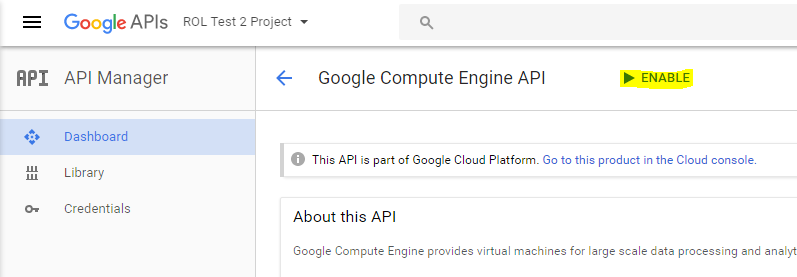 Google APIs ROL Test 2 Project
API API Manager Google Compute Engine API ENABLE
Dashboard
This API is part of Google Cloud Platform. Go to this product in the Cloud console.
Library
Credentials
About this API
Google Compute Engine provides virtual machines for large scale data processing and analyt